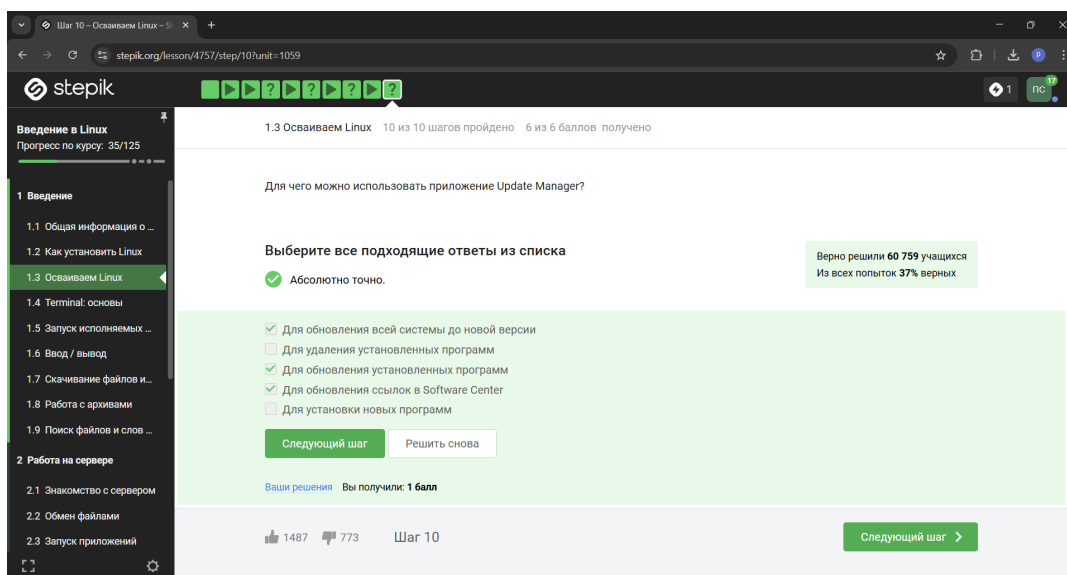 Шаг 10 – Осваиваем Linux – St
stepik.org/lesson/4757/step/10?unit=1059
P
stepik
? ? ? ?
1
ПС
17
Введение в Linux
Прогресс по курсу: 35/125
1 Введение
1.1 Общая информация о ...
1.2 Как установить Linux
1.3 Осваиваем Linux
1.4 Terminal: основы
1.5 Запуск исполняемых ...
1.6 Ввод / вывод
1.7 Скачивание файлов и...
1.8 Работа с архивами
1.9 Поиск файлов и слов ...
2 Работа на сервере
2.1 Знакомство с сервером
2.2 Обмен файлами
2.3 Запуск приложений
1.3 Осваиваем Linux 10 из 10 шагов пройдено 6 из 6 баллов получено
Для чего можно использовать приложение Update Manager?
Выберите все подходящие ответы из списка
Абсолютно точно.
Верно решили 60 759 учащихся
Из всех попыток 37% верных
Для обновления всей системы до новой версии
Для удаления установленных программ
Для обновления установленных программ
Для обновления ссылок в Software Center
Для установки новых программ
Следующий шаг Решить снова
Ваши решения Вы получили: 1 балл
1487 773 Шаг 10 Следующий шаг